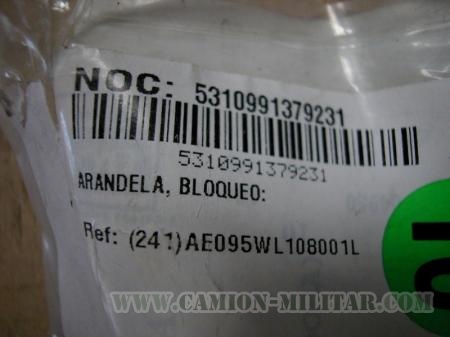 NOC: 5310991379231
5310991379231
ARANDELA, BLOQUEO:
Ref: (241)AE095WL108001L
WWW.CAMION-MILITAR.COM